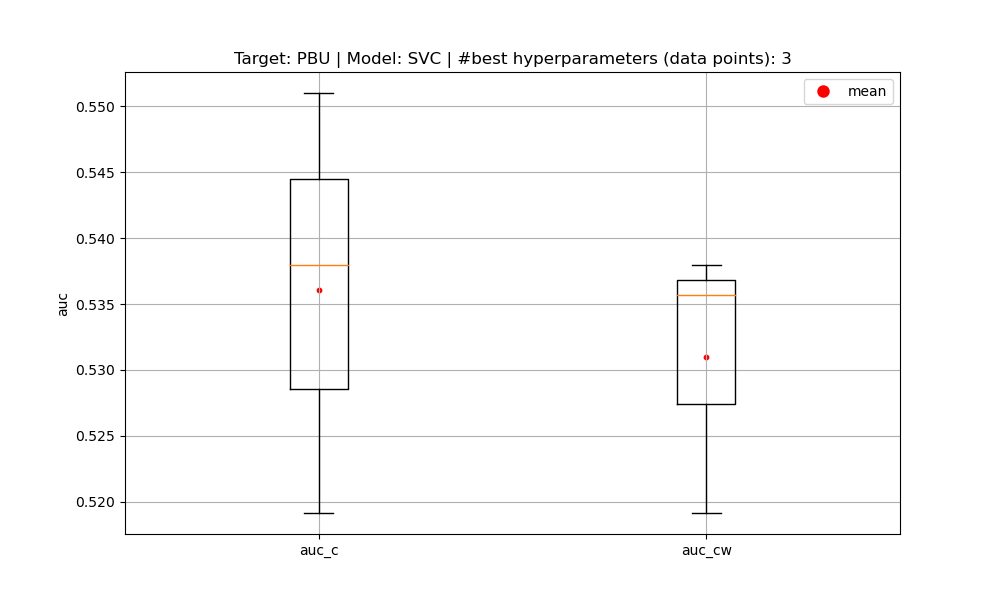 Target: PBU | Model: SVC | #best hyperparameters (data points): 3
mean
0.550
0.545
0.540
0.535
0.530
0.525
0.520
auc
auc_c
auc_cw